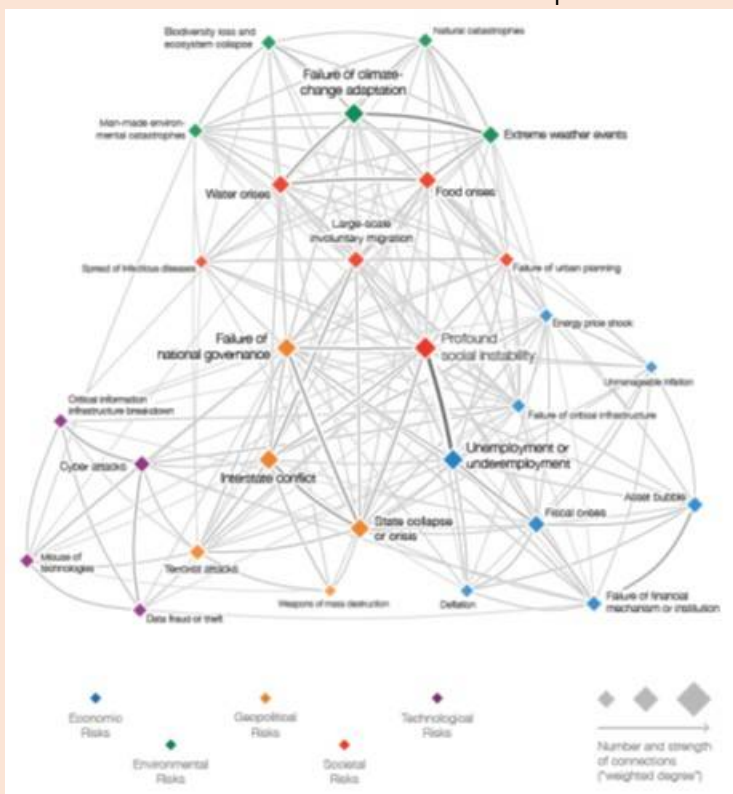 Biodiversity loss and
ecosystem collapse
Natural catastrophes
Failure of climate-
change adaptation
Man-made environ-
mental catastrophes
Extreme weather events
Water crises
Food crises
Large-scale
involuntary migration
Spread of infectious diseases
Failure of urban planning
Energy price shock
Failure of
national governance
Profound
social instability
Unmanageable inflation
Critical information
infrastructure breakdown
Failure of critical infrastructure
Cyber attacks
Interstate conflict
Unemployment or
underemployment
Asset bubble
State collapse
or crisis
Fiscal crises
Misuse of
technologies
Terrorist attacks
Weapons of mass destruction
Deflation
Failure of financial
mechanism or institution
Data fraud or theft
Economic
Risks
Geopolitical
Risks
Technological
Risks
Environmental
Risks
Societal
Risks
Number and strength
of connections
("weighted degree")